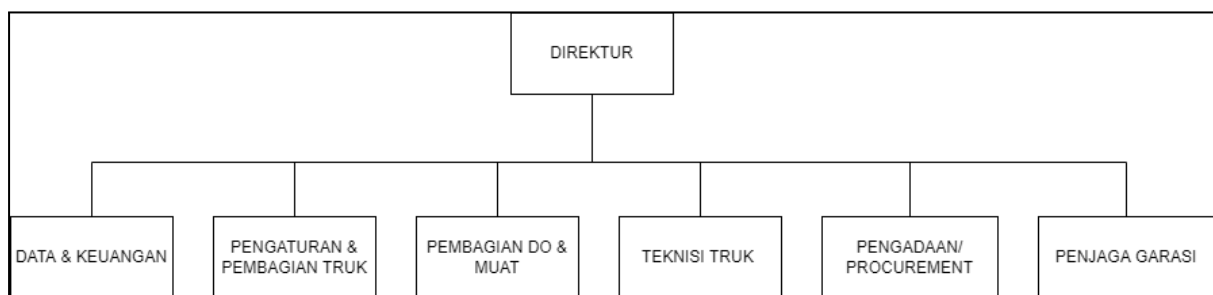 DIREKTUR
DATA & KEUANGAN
PENGATURAN &
PEMBAGIAN TRUK
PEMBAGIAN DO &
MUAT
TEKNISI TRUK
PENGADAAN/
PROCUREMENT
PENJAGA GARASI